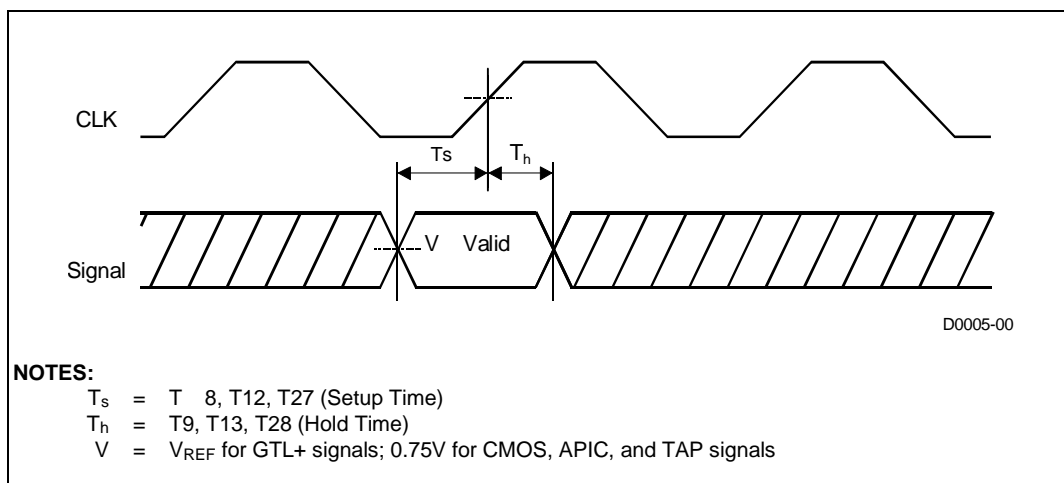 CLK
Ts Th
V Valid
Signal
D0005-00
NOTES:
Ts = T 8, T12, T27 (Setup Time)
Th = T9, T13, T28 (Hold Time)
V = VREF for GTL+ signals; 0.75V for CMOS, APIC, and TAP signals